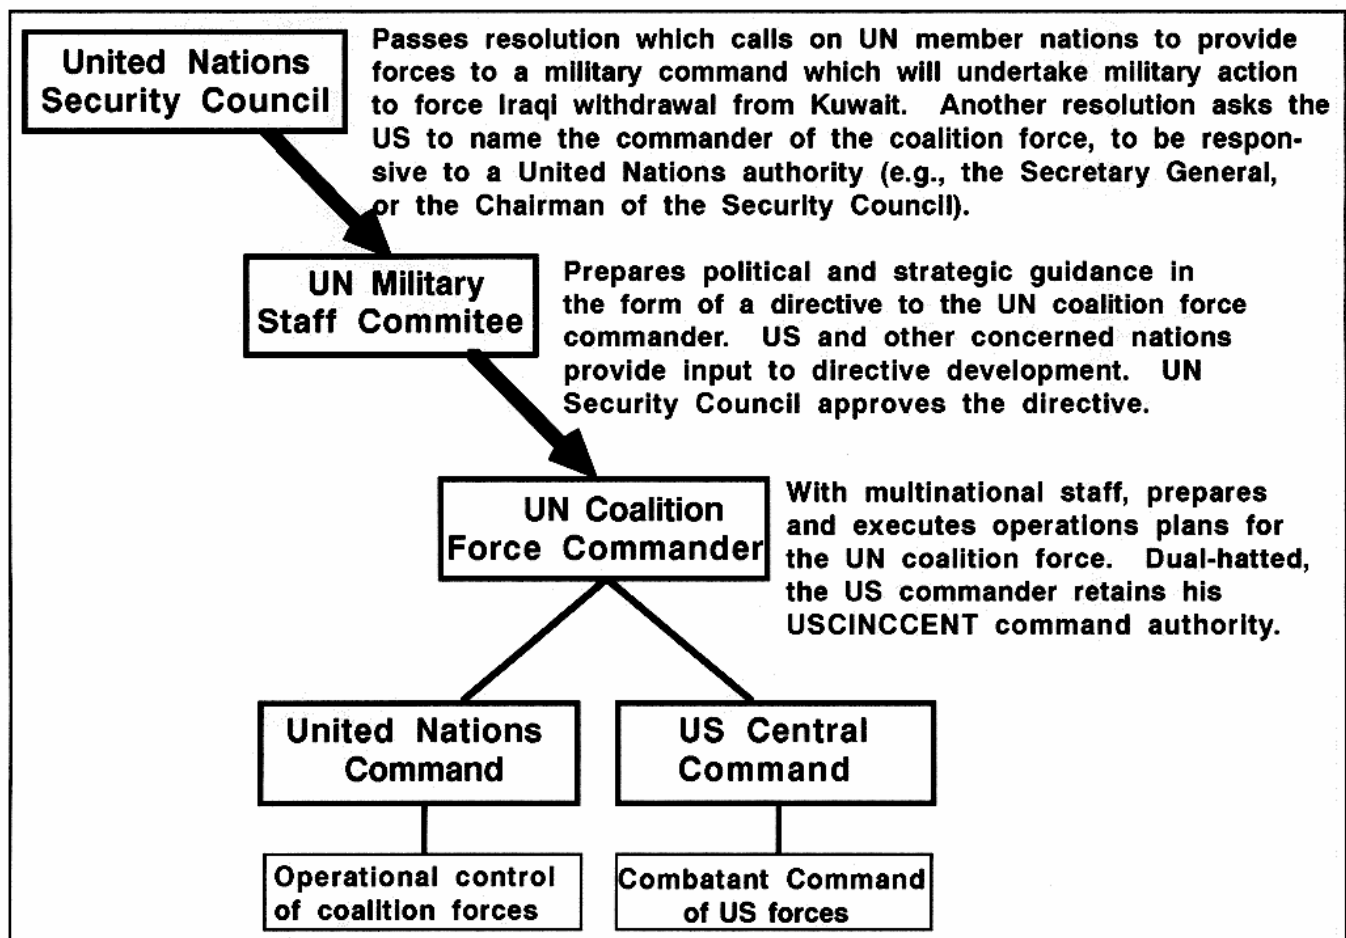 United Nations
Security Council
Passes resolution which calls on UN member nations to provide
forces to a military command which will undertake military action
to force Iraqi withdrawal from Kuwait. Another resolution asks the
US to name the commander of the coalition force, to be respon-
sive to a United Nations authority (e.g., the Secretary General,
or the Chairman of the Security Council).
UN Military
Staff Commitee
Prepares political and strategic guidance in
the form of a directive to the UN coalition force
commander. US and other concerned nations
provide input to directive development. UN
Security Council approves the directive.
UN Coalition
Force Commander
With multinational staff, prepares
and executes operations plans for
the UN coalition force. Dual-hatted,
the US commander retains his
USCINCCENT command authority.
United Nations
Command
US Central
Command
Operational control
of coalition forces
Combatant Command
of US forces